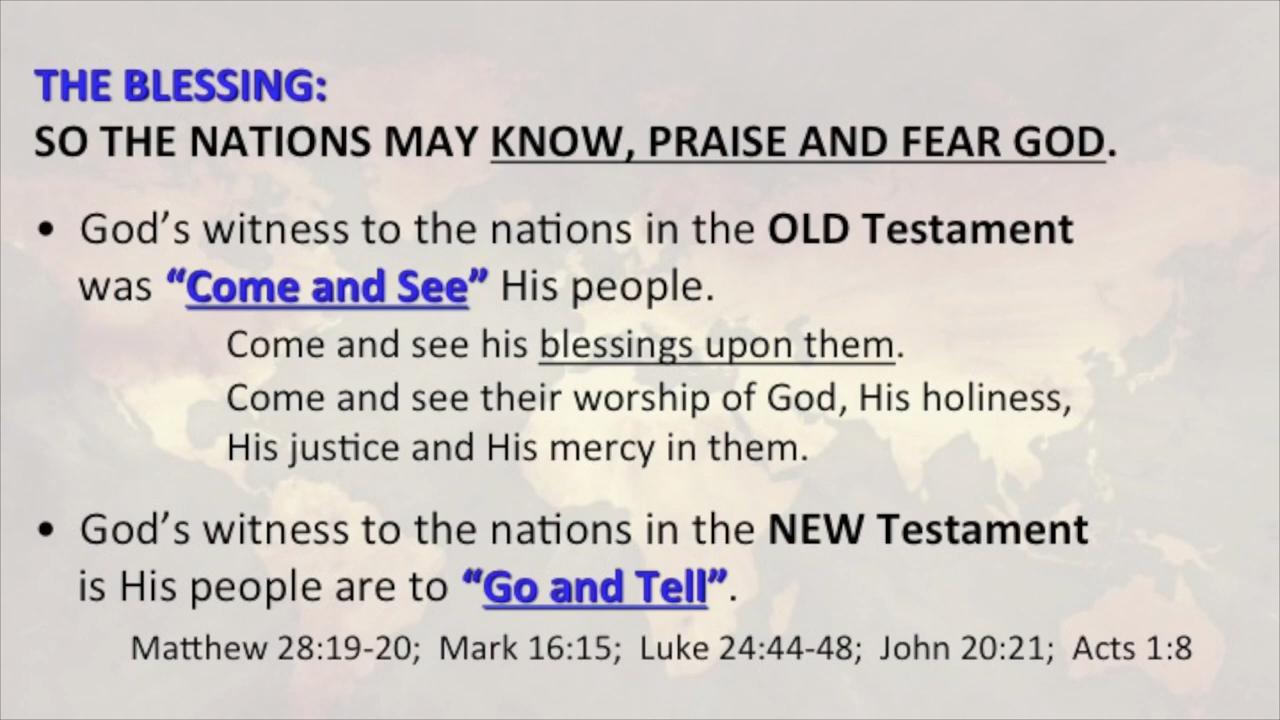 THE BLESSING:
SO THE NATIONS MAY KNOW, PRAISE AND FEAR GOD.
• God’s witness to the nations in the OLD Testament
was “Come and See” His people.
Come and see his blessings upon them.
Come and see their worship of God, His holiness,
His justice and His mercy in them.
• God’s witness to the nations in the NEW Testament
is His people are to “Go and Tell”.
Matthew 28:19-20; Mark 16:15; Luke 24:44-48; John 20:21; Acts 1:8